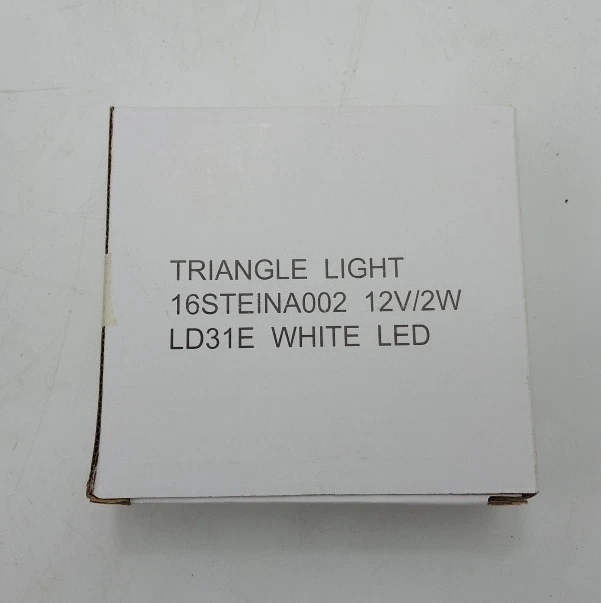 TRIANGLE LIGHT
16STEINA002 12V/2W
LD31E WHITE LED